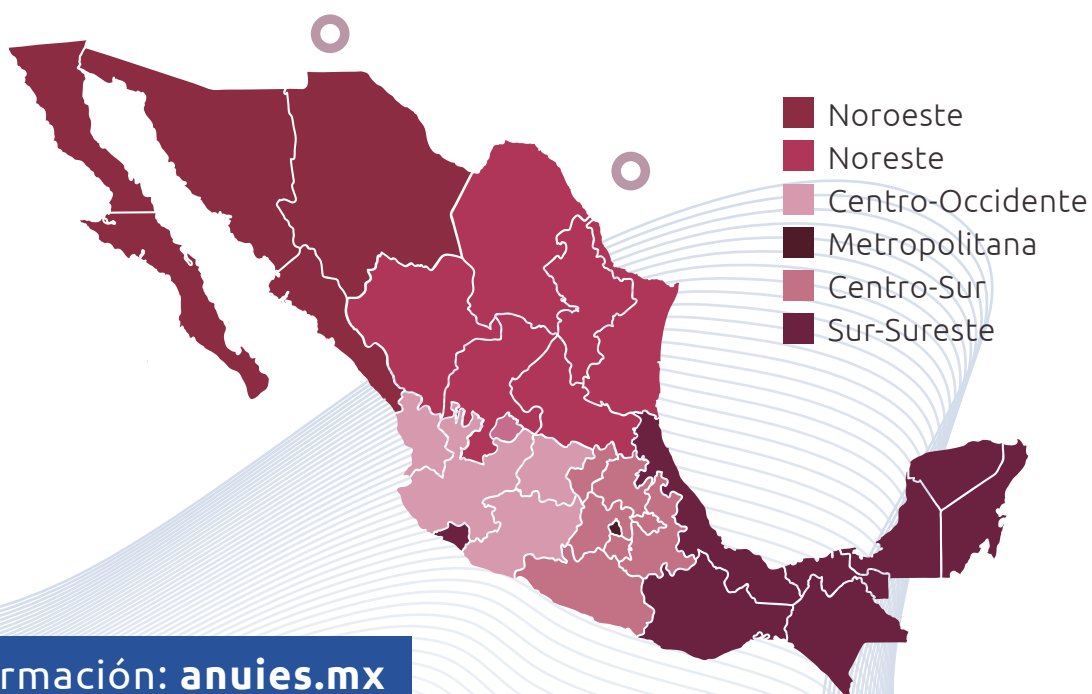 Noroeste
Noreste
Centro-Occidente
Metropolitana
Centro-Sur
Sur-Sureste
rmación: anuies.mx